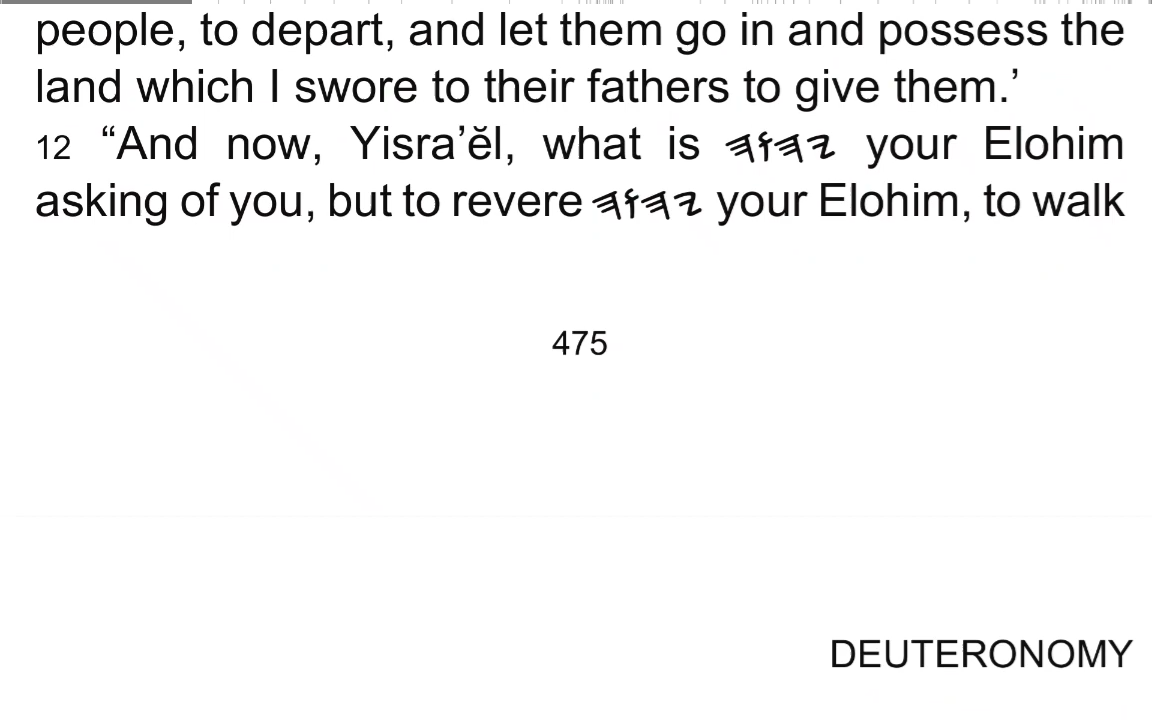 people, to depart, and let them go in and possess the
land which I swore to their fathers to give them.’
12 “And now, Yisra’ĕl, what is 𐤉𐤄𐤅𐤄 your Elohim
asking of you, but to revere 𐤉𐤄𐤅𐤄 your Elohim, to walk
475
DEUTERONOMY